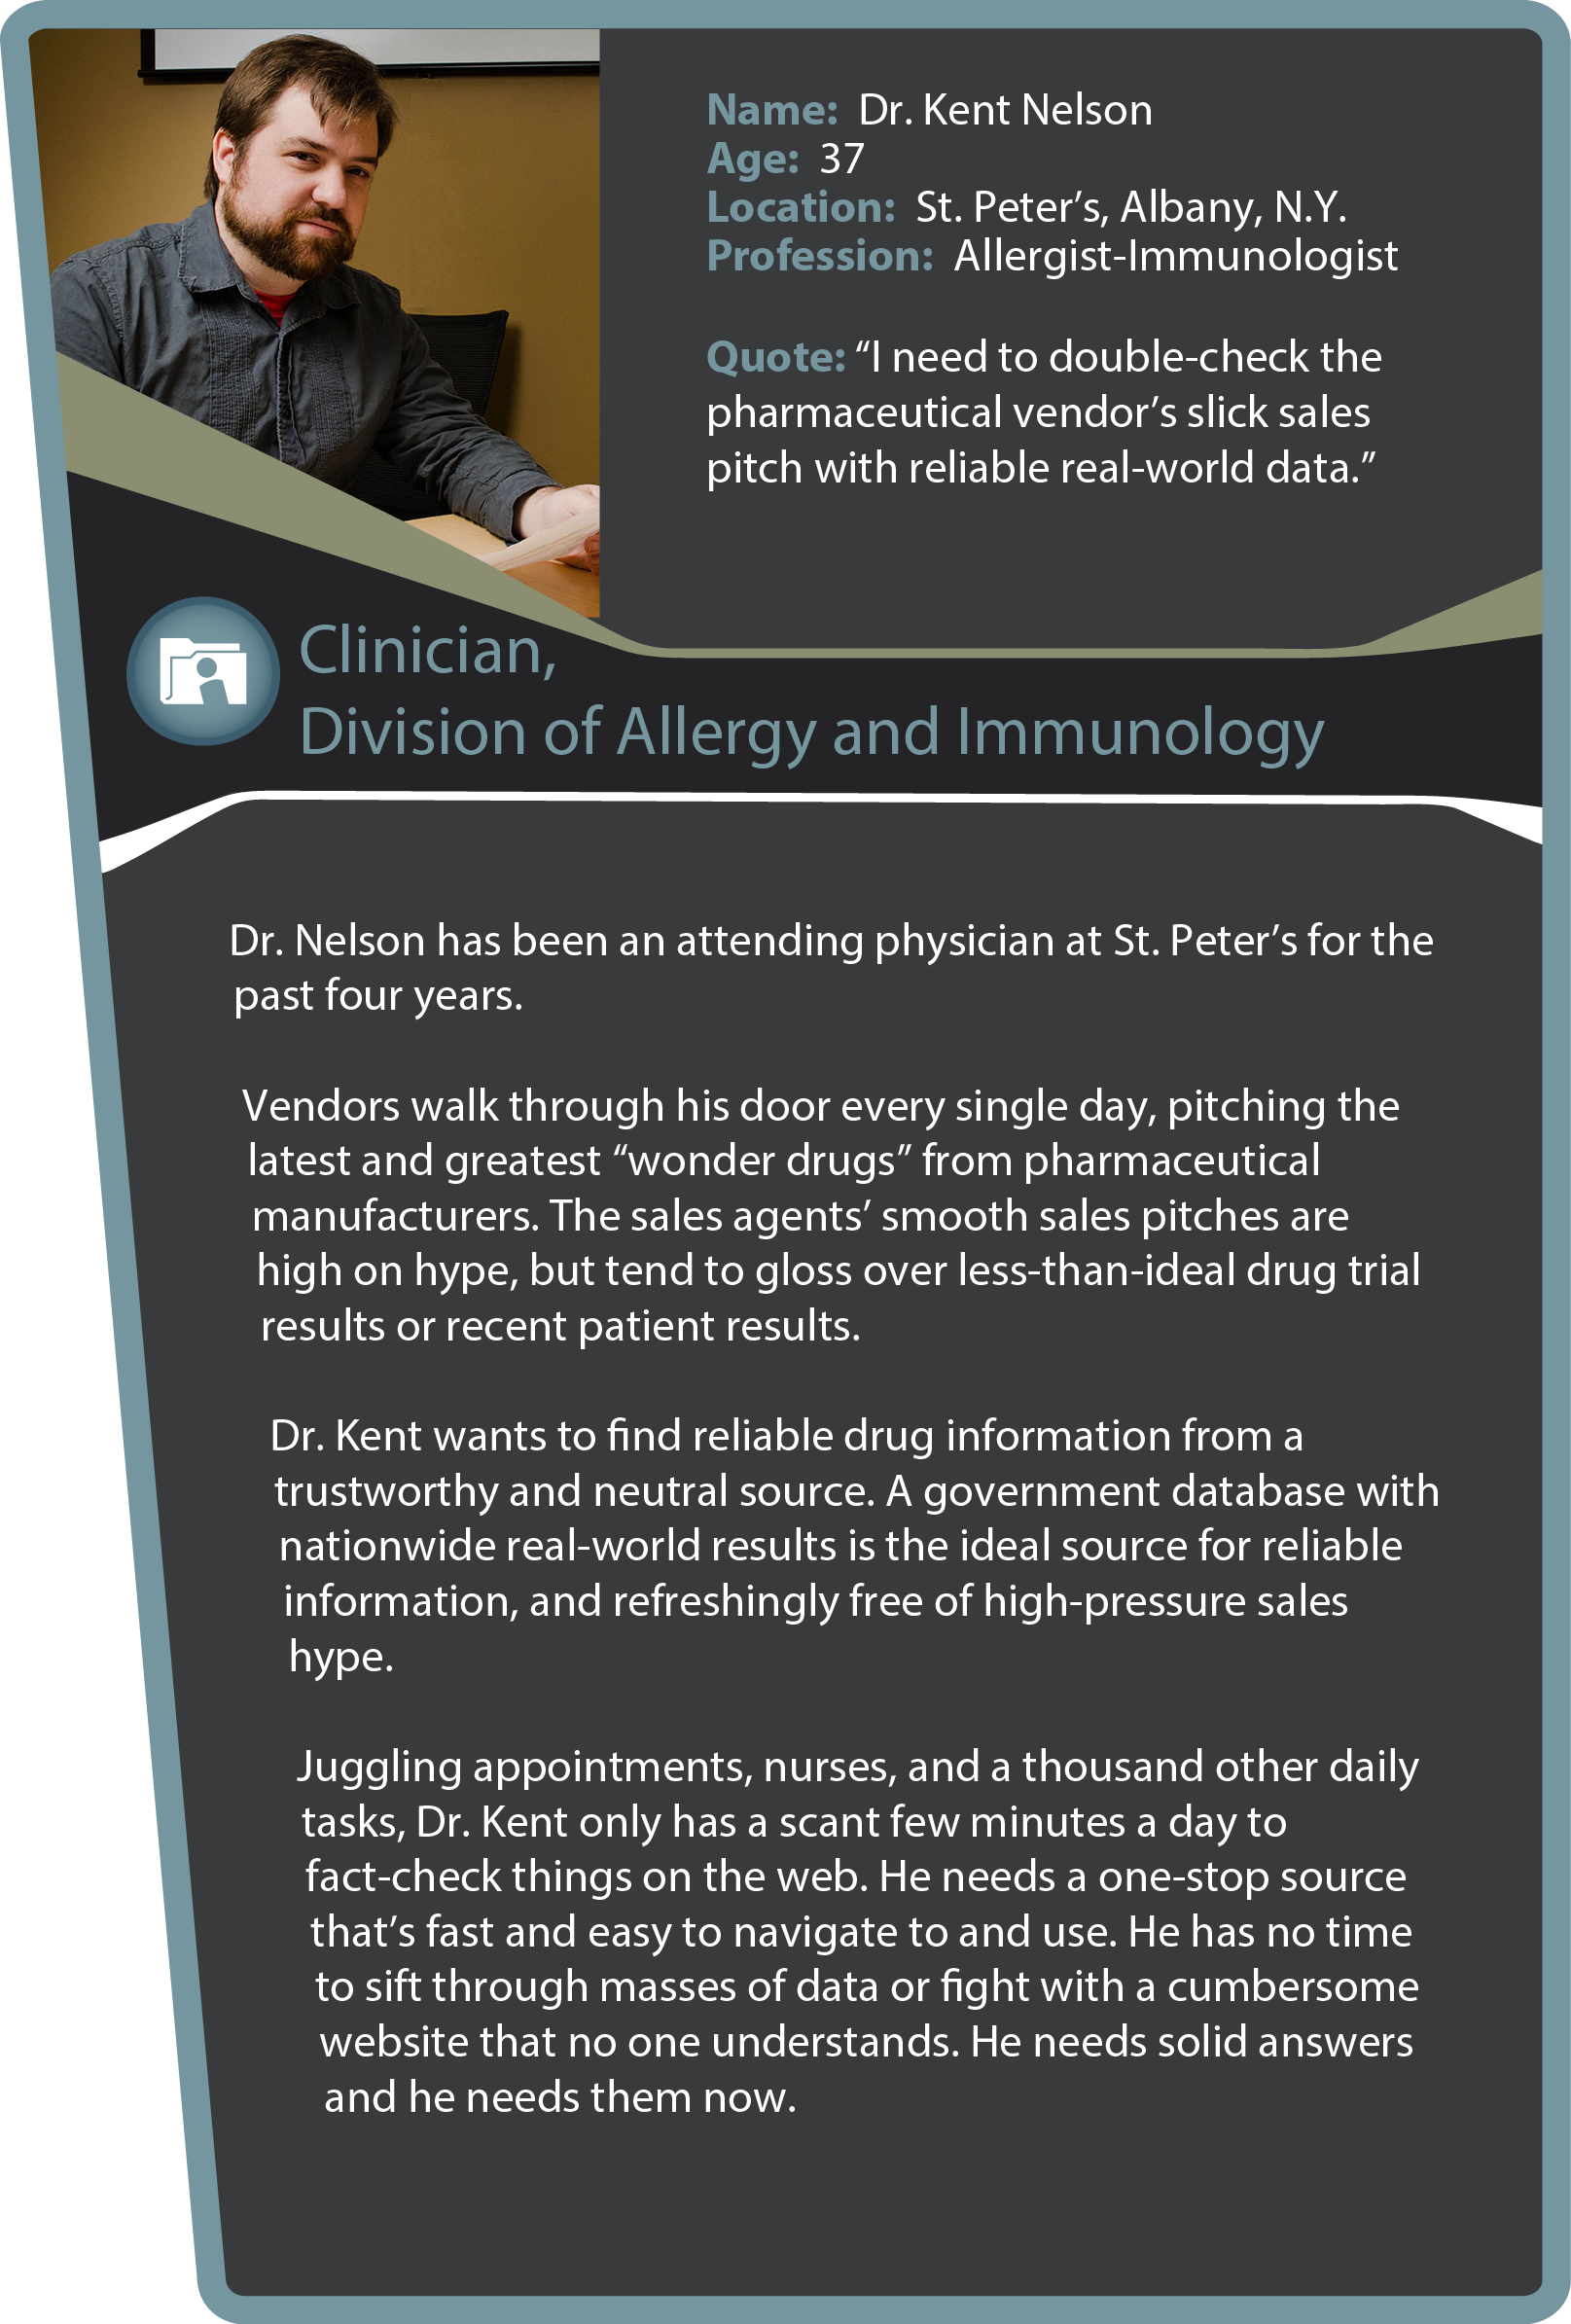 Name: Dr. Kent Nelson
Age: 37
Location: St. Peter’s, Albany, N.Y.
Profession: Allergist-Immunologist
Quote: “I need to double-check the
pharmaceutical vendor’s slick sales
pitch with reliable real-world data.”
Clinician,
Division of Allergy and Immunology
Dr. Nelson has been an attending physician at St. Peter’s for the
past four years.
Vendors walk through his door every single day, pitching the
latest and greatest “wonder drugs” from pharmaceutical
manufacturers. The sales agents’ smooth sales pitches are
high on hype, but tend to gloss over less-than-ideal drug trial
results or recent patient results.
Dr. Kent wants to find reliable drug information from a
trustworthy and neutral source. A government database with
nationwide real-world results is the ideal source for reliable
information, and refreshingly free of high-pressure sales
hype.
Juggling appointments, nurses, and a thousand other daily
tasks, Dr. Kent only has a scant few minutes a day to
fact-check things on the web. He needs a one-stop source
that’s fast and easy to navigate to and use. He has no time
to sift through masses of data or fight with a cumbersome
website that no one understands. He needs solid answers
and he needs them now.